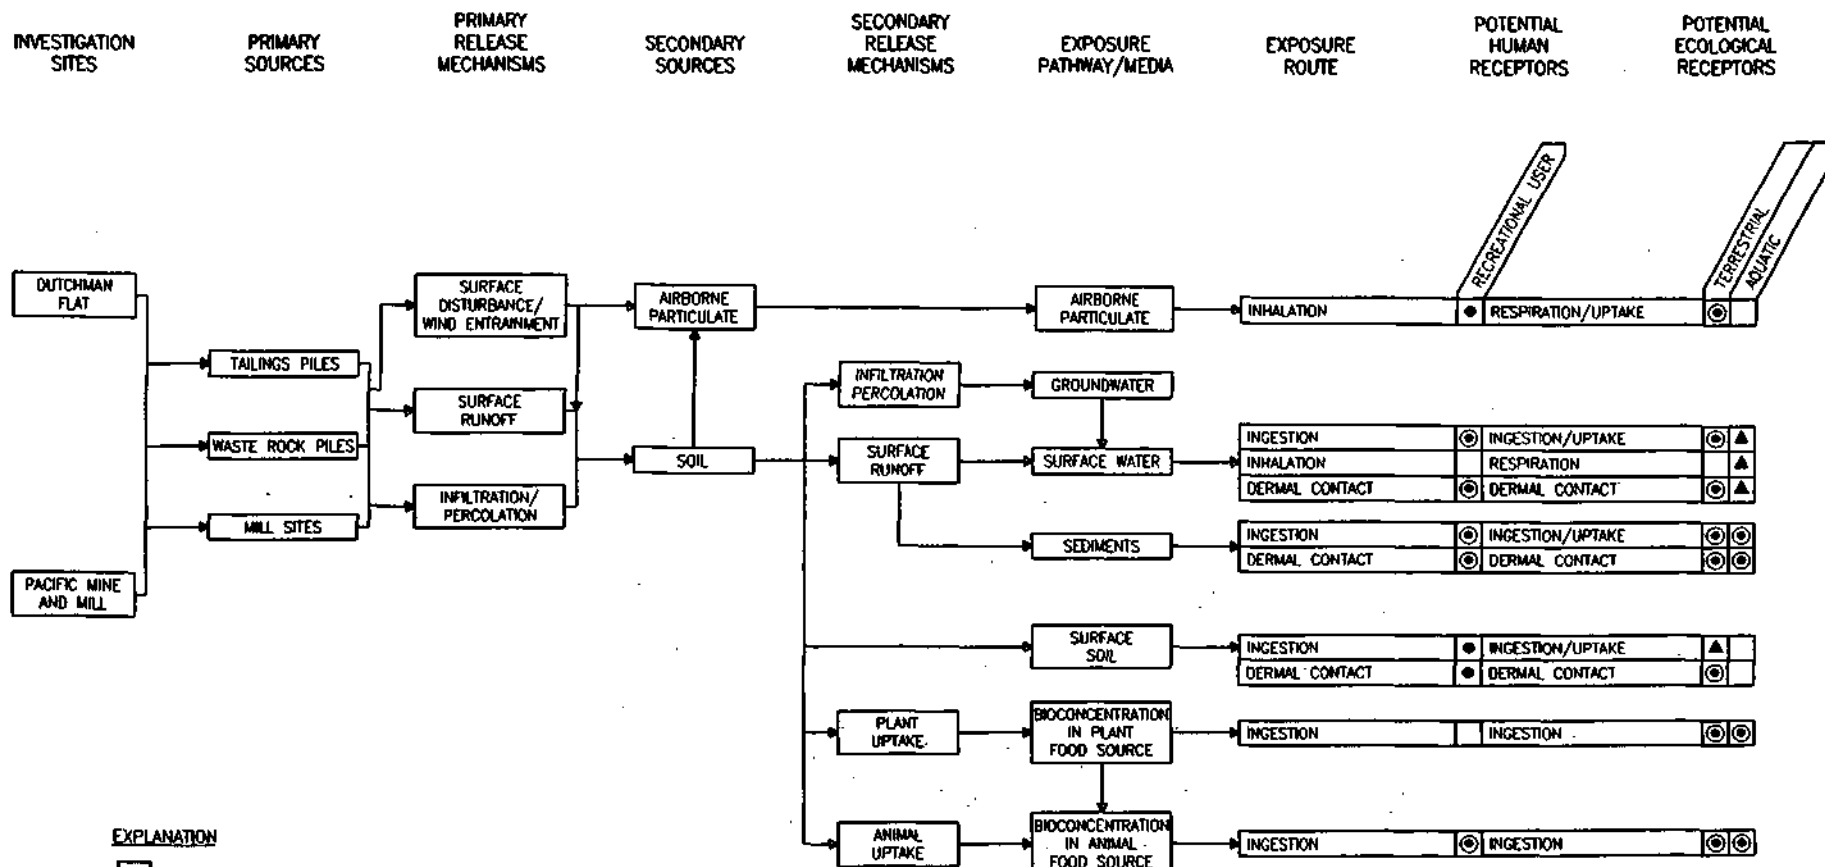 INVESTIGATION
SITES
PRIMARY
SOURCES
PRIMARY
RELEASE
MECHANISMS
SECONDARY
SOURCES
SECONDARY
RELEASE
MECHANISMS
EXPOSURE
PATHWAY/MEDIA
EXPOSURE
ROUTE
POTENTIAL
HUMAN
RECEPTORS
POTENTIAL
ECOLOGICAL
RECEPTORS
RECREATIONAL USER
TERRESTRIAL
AQUATIC
DUTCHMAN
FLAT
PACIFIC MINE
AND MILL
TAILINGS PILES
WASTE ROCK PILES
MILL SITES
SURFACE
DISTURBANCE/
WIND ENTRAINMENT
SURFACE
RUNOFF
INFILTRATION/
PERCOLATION
AIRBORNE
PARTICULATE
SOIL
INFILTRATION
PERCOLATION
SURFACE
RUNOFF
PLANT
UPTAKE
ANIMAL
UPTAKE
AIRBORNE
PARTICULATE
GROUNDWATER
SURFACE WATER
SEDIMENTS
SURFACE
SOIL
BIOCONCENTRATION
IN PLANT
FOOD SOURCE
BIOCONCENTRATION
IN ANIMAL
FOOD SOURCE
INHALATION RESPIRATION/UPTAKE
INGESTION INGESTION/UPTAKE
INHALATION RESPIRATION
DERMAL CONTACT DERMAL CONTACT
INGESTION INGESTION/UPTAKE
DERMAL CONTACT DERMAL CONTACT
INGESTION INGESTION/UPTAKE
DERMAL CONTACT DERMAL CONTACT
INGESTION INGESTION
INGESTION INGESTION
EXPLANATION